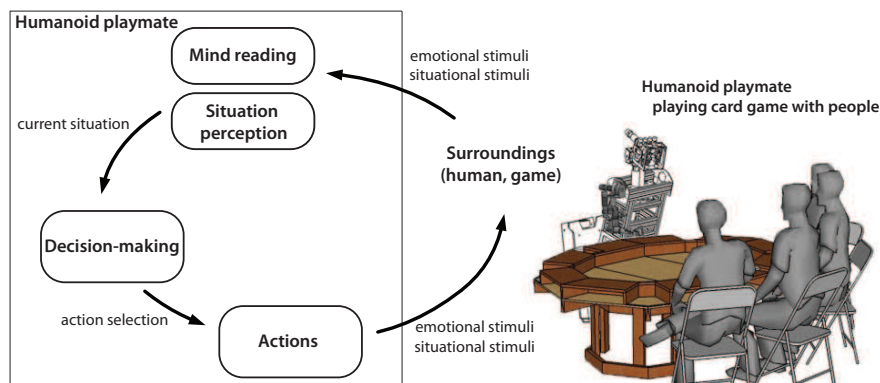 Humanoid playmate
Mind reading
Situation
perception
current situation
Decision-making
action selection
Actions
emotional stimuli
situational stimuli
Surroundings
(human, game)
emotional stimuli
situational stimuli
Humanoid playmate
playing card game with people